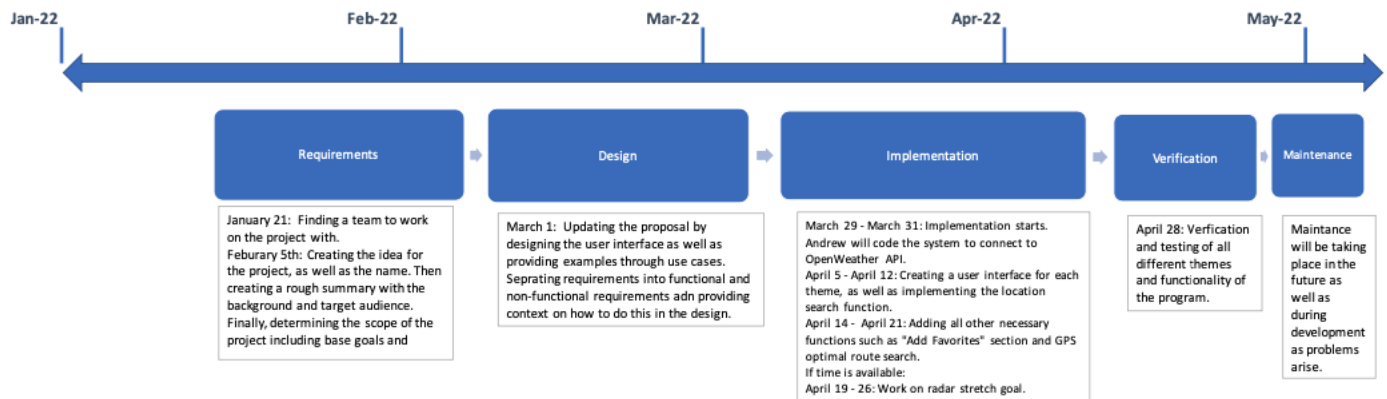 Jan-22
Feb-22
Mar-22
Apr-22
May-22
Requirements
Design
Implementation
Verification
Maintenance
January 21:  Finding a team to work
on the project with.
Feburary 5th: Creating the idea for
the project, as well as the name. Then
creating a rough summary with the
background and target audience.
Finally, determining the scope of the
project including base goals and
March 1:  Updating the proposal by
designing the user interface as well as
providing examples through use cases.
Seprating requirements into functional and
non-functional requirements adn providing
context on how to do this in the design.
March 29 - March 31: Implementation starts.
Andrew will code the system to connect to
OpenWeather  API.
April 5 - April 12: Creating a user interface for each
theme, as well as implementing the location
search function.
April 14 -  April 21: Adding all other necessary
functions such as "Add Favorites" section and GPS
optimal route search.
If time is available:
April 19 - 26: Work on radar stretch goal.
April 28: Verfication
and testing of all
different themes
and functionality of
the program.
Maintance
will be taking
place in the
future as
well as
during
development
as problems
arise.